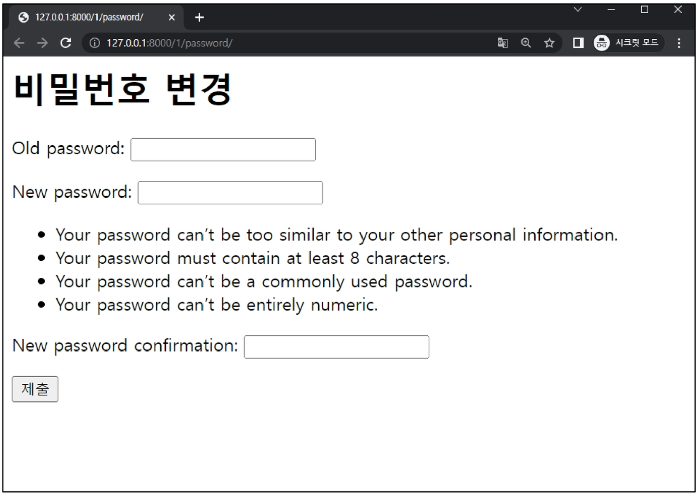 127.0.0.1:8000/1/password/
127.0.0.1:8000/1/password/
시크릿 모드
비밀번호 변경
Old password:
New password:
Your password can't be too similar to your other personal information.
Your password must contain at least 8 characters.
Your password can't be a commonly used password.
Your password can't be entirely numeric.
New password confirmation:
제출